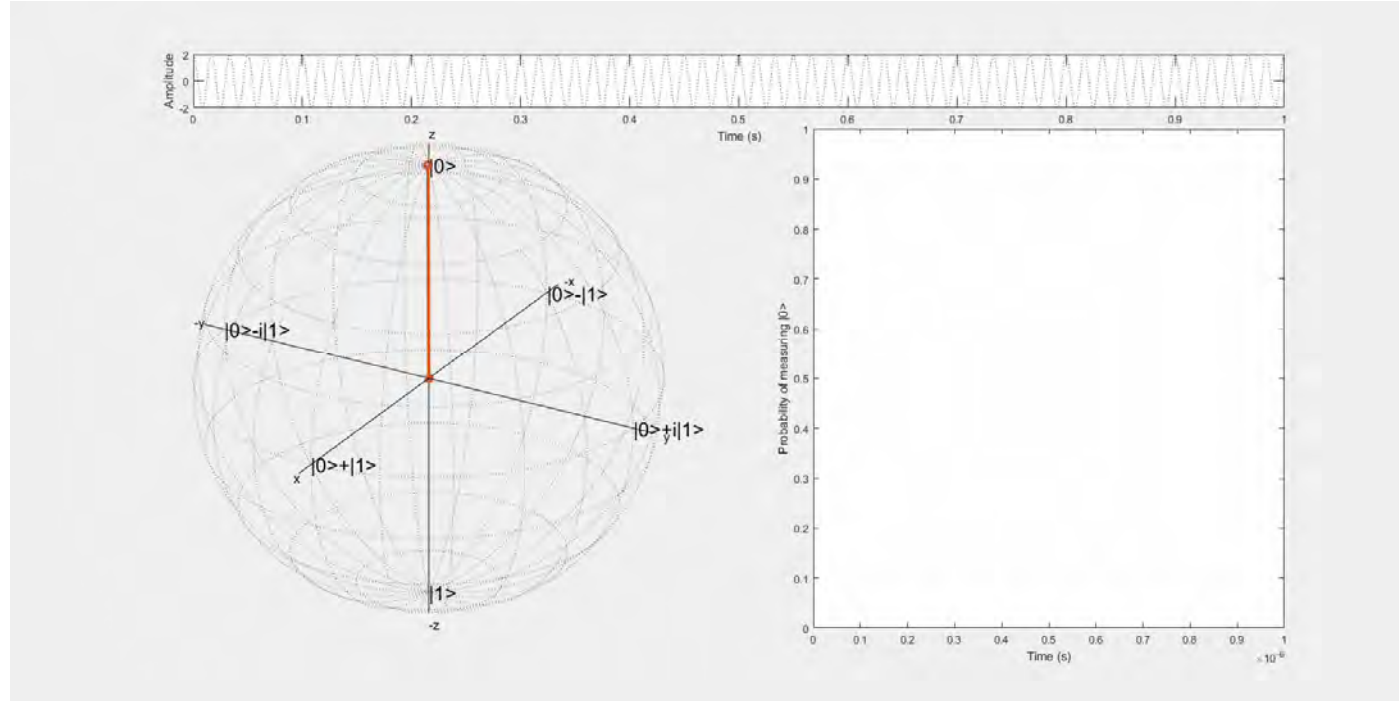 Amplitude
2
0
-2
0 0.1 0.2 0.3 0.4 0.5 0.6 0.7 0.8 0.9 1
Time (s)
z
|0>
-x
|0>-|1>
-y
|0>-i|1>
|0>+i|1>
y
|0>+|1>
x
|1>
-z
Probability of measuring |0>
1
0.9
0.8
0.7
0.6
0.5
0.4
0.3
0.2
0.1
0
0 0.1 0.2 0.3 0.4 0.5 0.6 0.7 0.8 0.9 1
Time (s)